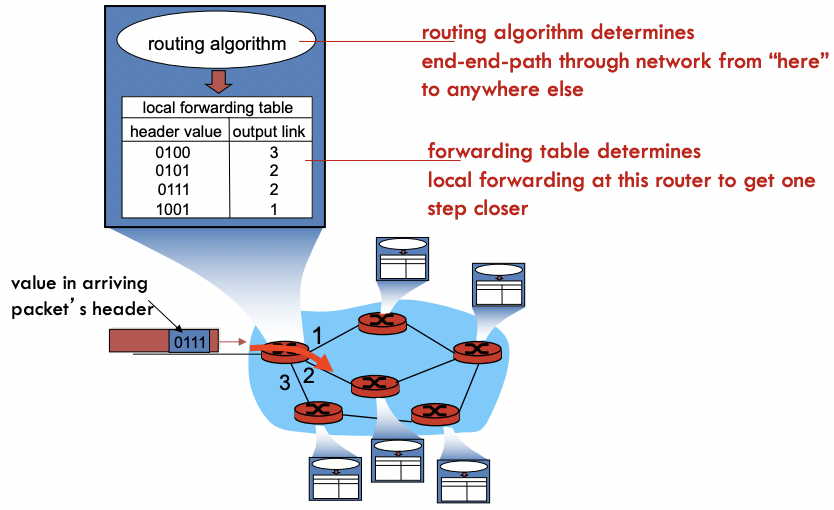 routing algorithm
routing algorithm determines
end-end-path through network from “here”
to anywhere else
local forwarding table
header value output link
0100 3
0101 2
0111 2
1001 1
forwarding table determines
local forwarding at this router to get one
step closer
value in arriving
packet’s header
0111
1
2
3